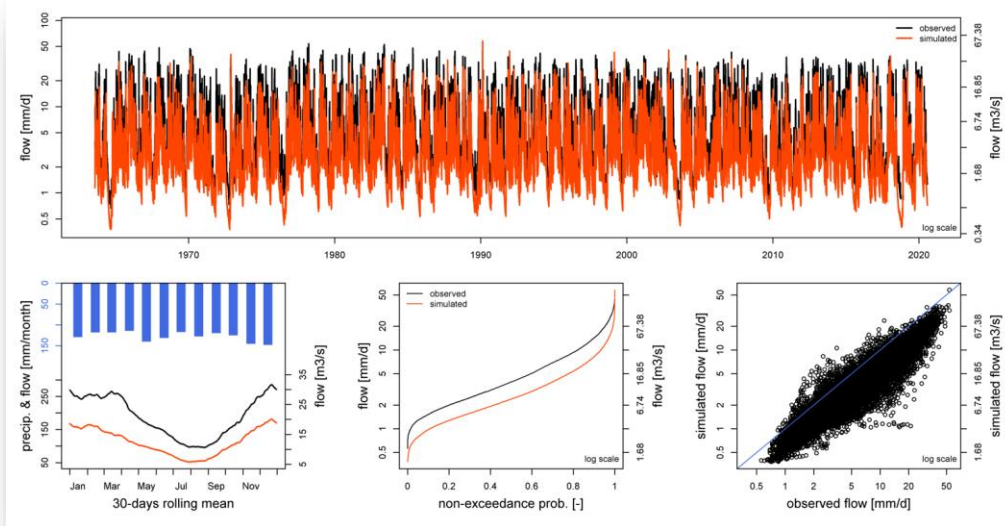 flow [mm/d]
100
50
20
10
5
2
1
0.5
observed
simulated
log scale
67.38
16.85
6.74
1.68
0.34
flow [m3/s]
1970
1980
1990
2000
2010
2020
precip. & flow [mm/month]
0
50
150
250
150
50
35
25
15
5
flow [m3/s]
Jan
Mar
May
Jul
Sep
Nov
30-days rolling mean
flow [mm/d]
50
20
10
5
2
1
0.5
observed
simulated
log scale
67.38
16.85
6.74
1.68
flow [m3/s]
0
0.2
0.4
0.6
0.8
1
non-exceedance prob. [-]
simulated flow [mm/d]
50
20
10
5
2
1
0.5
log scale
67.38
16.85
6.74
1.68
simulated flow [m3/s]
0.5
1
2
5
10
20
50
observed flow [mm/d]